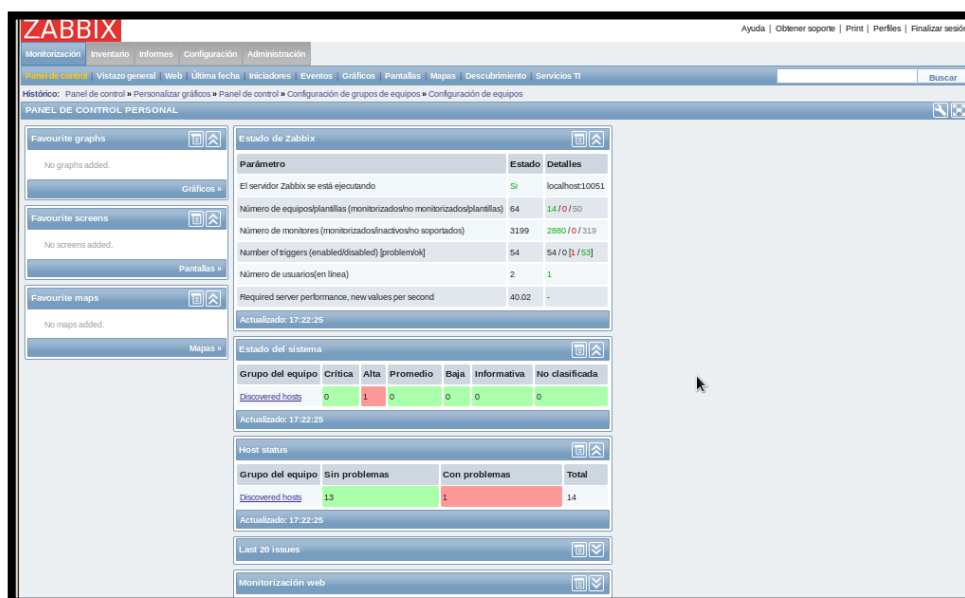 ZABBIX
Ayuda | Obtener soporte | Print | Perfiles | Finalizar sesión
Monitorización Inventario Informes Configuración Administración
Panel de control | Vistazo general | Web | Última fecha | Iniciadores | Eventos | Gráficos | Pantallas | Mapas | Descubrimiento | Servicios TI
Buscar
Histórico: Panel de control » Personalizar gráficos » Panel de control » Configuración de grupos de equipos » Configuración de equipos
PANEL DE CONTROL PERSONAL
Favourite graphs
No graphs added.
Gráficos »
Favourite screens
No screens added.
Pantallas »
Favourite maps
No maps added.
Mapas »
Estado de Zabbix
Parámetro Estado Detalles
El servidor Zabbix se está ejecutando Si localhost:10051
Número de equipos/plantillas (monitorizados/no monitorizados/plantillas) 64 14 / 0 / 50
Número de monitores (monitorizados/inactivos/no soportados) 3199 2880 / 0 / 319
Number of triggers (enabled/disabled) [problem/ok] 54 54 / 0 [1 / 53]
Número de usuarios(en línea) 2 1
Required server performance, new values per second 40.02 -
Actualizado: 17:22:25
Estado del sistema
Grupo del equipo Crítica Alta Promedio Baja Informativa No clasificada
Discovered hosts 0 1 0 0 0 0
Actualizado: 17:22:25
Host status
Grupo del equipo Sin problemas Con problemas Total
Discovered hosts 13 1 14
Actualizado: 17:22:25
Last 20 issues
Monitorización web